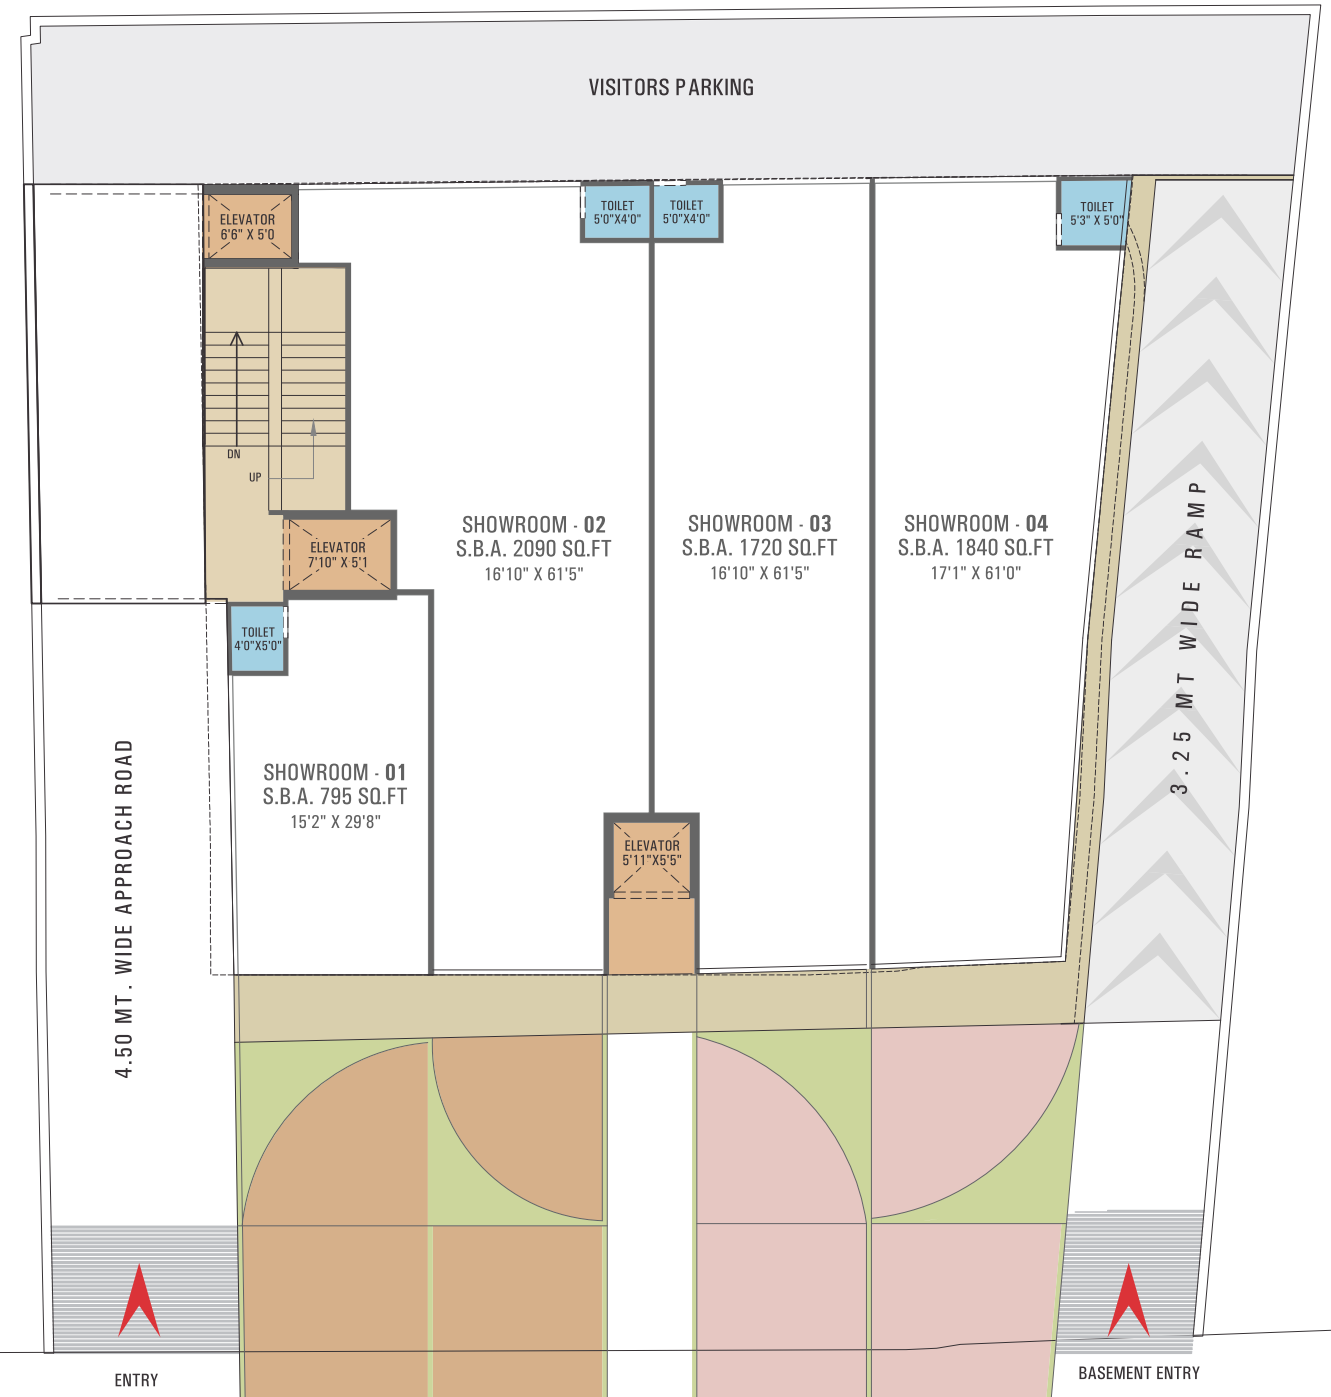 VISITORS PARKING
ELEVATOR
6'6" X 5'0
TOILET
5'0"X4'0"
TOILET
5'0"X4'0"
TOILET
5'3" X 5'0"
DN
UP
ELEVATOR
7'10" X 5'1
SHOWROOM - 02
S.B.A. 2090 SQ.FT
16'10" X 61'5"
SHOWROOM - 03
S.B.A. 1720 SQ.FT
16'10" X 61'5"
SHOWROOM - 04
S.B.A. 1840 SQ.FT
17'1" X 61'0"
3.25 MT WIDE RAMP
TOILET
4'0"X5'0"
SHOWROOM - 01
S.B.A. 795 SQ.FT
15'2" X 29'8"
ELEVATOR
5'11"X5'5"
4.50 MT. WIDE APPROACH ROAD
ENTRY
BASEMENT ENTRY